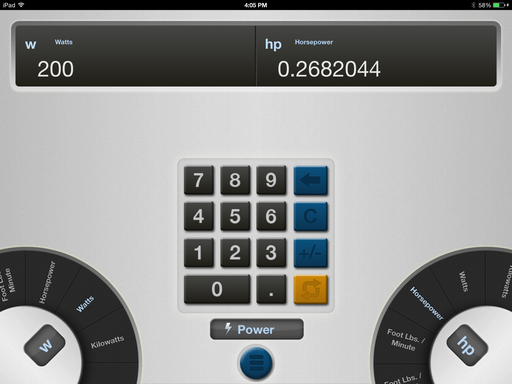 iPad
4:05 PM
58%
w Watts
200
hp Horsepower
0.2682044
7 8 9
4 5 6 C
1 2 3 +/-
0 .
Power
Foot Lbs. / Minute
Horsepower
Watts
Kilowatts
w
Horsepower
Watts
Kilowatts
Foot Lbs. / Minute
Foot Lbs. /
hp